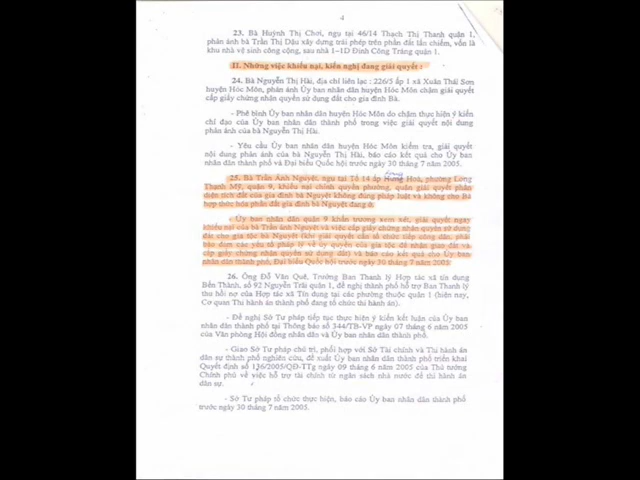 4
23. Bà Huỳnh Thị Chơi, ngụ tại 46/14 Thạch Thị Thanh quận 1,
phản ánh bà Trần Thị Dậu xây dựng trái phép trên phần đất lấn chiếm, vốn là
khu nhà vệ sinh công cộng, sau nhà 1-1D Đinh Công Tráng quận 1.
II. Những việc khiếu nại, kiến nghị đang giải quyết :
24. Bà Nguyễn Thị Hài, địa chỉ liên lạc : 226/5 ấp 1 xã Xuân Thới Sơn
huyện Hóc Môn, phản ánh Ủy ban nhân dân huyện Hóc Môn chậm giải quyết
cấp giấy chứng nhận quyền sử dụng đất cho gia đình Bà.
- Phê bình Ủy ban nhân dân huyện Hóc Môn do chậm thực hiện ý kiến
chỉ đạo của Ủy ban nhân dân thành phố trong việc giải quyết nội dung
phản ánh của bà Nguyễn Thị Hài.
- Yêu cầu Ủy ban nhân dân huyện Hóc Môn kiểm tra, giải quyết
nội dung phản ánh của bà Nguyễn Thị Hài, báo cáo kết quả cho Ủy ban
nhân dân thành phố và Đại biểu Quốc hội trước ngày 30 tháng 7 năm 2005.
25. Bà Trần Ánh Nguyệt, ngụ tại Tổ 14 ấp Hoà, phường Long
Thạnh Mỹ, quận 9, khiếu nại chính quyền phường, quận giải quyết phần
diện tích đất của gia đình bà Nguyệt không đúng pháp luật và không cho Bà
hợp thức hóa phần đất gia đình bà Nguyệt đang ở.
- Ủy ban nhân dân quận 9 khẩn trương xem xét, giải quyết ngay
khiếu nại của bà Trần Ánh Nguyệt và việc cấp giấy chứng nhận quyền sử dụng
đất cho gia tộc bà Nguyệt (khi giải quyết cần tổ chức tiếp công dân, phải
bảo đảm các yếu tố pháp lý về ủy quyền của gia tộc để nhận giao đất và
cấp giấy chứng nhận quyền sử dụng đất) và báo cáo kết quả cho Ủy ban
nhân dân thành phố, Đại biểu Quốc hội trước ngày 30 tháng 7 năm 2005.
26. Ông Đỗ Văn Quê, Trưởng Ban Thanh lý Hợp tác xã tín dụng
Bến Thành, số 92 Nguyễn Trãi quận 1, đề nghị thành phố hỗ trợ Ban Thanh lý
thu hồi nợ của Hợp tác xã Tín dụng tại các phường thuộc quận 1 (hiện nay,
Cơ quan Thi hành án thành phố đang tổ chức thi hành án).
- Đề nghị Sở Tư pháp tiếp tục thực hiện ý kiến kết luận của Ủy ban
nhân dân thành phố tại Thông báo số 344/TB-VP ngày 07 tháng 6 năm 2005
của Văn phòng Hội đồng nhân dân và Ủy ban nhân dân thành phố.
- Giao Sở Tư pháp chủ trì, phối hợp với Sở Tài chính và Thi hành án
dân sự thành phố nghiên cứu, đề xuất Ủy ban nhân dân thành phố triển khai
Quyết định số 136/2005/QĐ-TTg ngày 09 tháng 6 năm 2005 của Thủ tướng
Chính phủ về việc hỗ trợ tài chính từ ngân sách nhà nước để thi hành án
dân sự.
- Sở Tư pháp tổ chức thực hiện, báo cáo Ủy ban nhân dân thành phố
trước ngày 30 tháng 7 năm 2005.